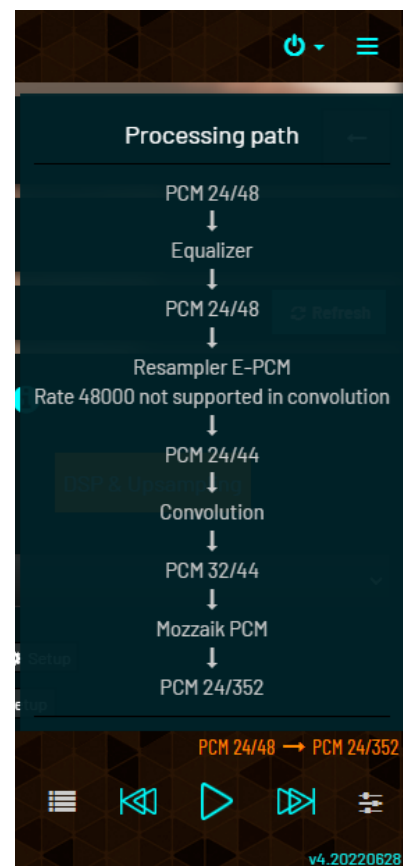 Processing path
PCM 24/48
↓
Equalizer
↓
PCM 24/48
↓
Refresh
Resampler E-PCM
Rate 48000 not supported in convolution
↓
PCM 24/44
↓
DSP & Upsampling
Convolution
↓
PCM 32/44
↓
Mozzaik PCM
↓
Setup
PCM 24/352
PCM 24/48 → PCM 24/352
v4.20220628